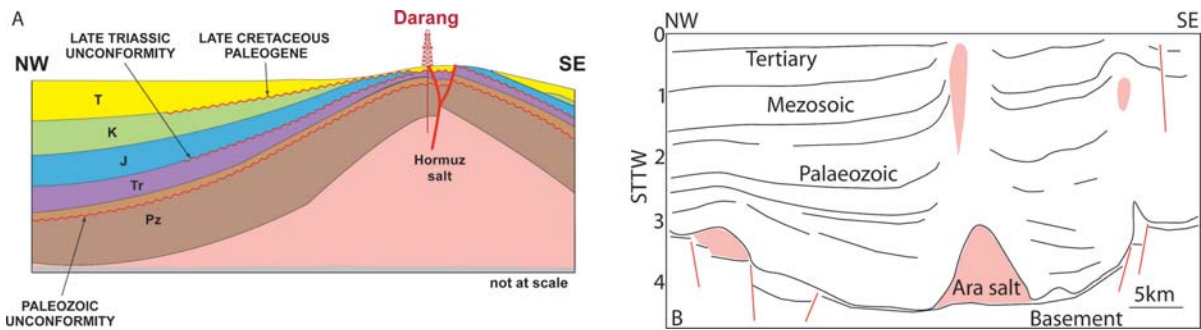 A
Darang
LATE TRIASSIC
UNCONFORMITY
LATE CRETACEOUS
PALEOGENE
NW
SE
T
K
J
Tr
Pz
Hormuz
salt
not at scale
PALEOZOIC
UNCONFORMITY
NW
SE
0
1
2
3
4
STTW
Tertiary
Mezosoic
Palaeozoic
Ara salt
5km
B
Basement